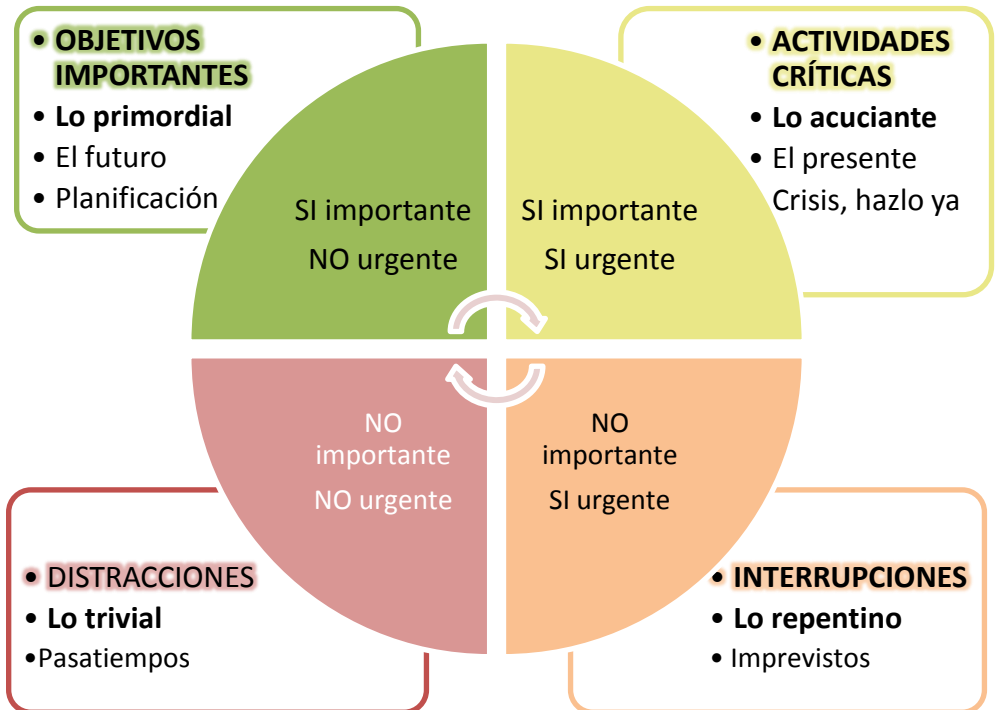 • OBJETIVOS
IMPORTANTES
• Lo primordial
• El futuro
• Planificación
SI importante
NO urgente
• ACTIVIDADES
CRÍTICAS
• Lo acuciante
• El presente
Crisis, hazlo ya
SI importante
SI urgente
NO
importante
NO urgente
• DISTRACCIONES
• Lo trivial
•Pasatiempos
NO
importante
SI urgente
• INTERRUPCIONES
• Lo repentino
• Imprevistos